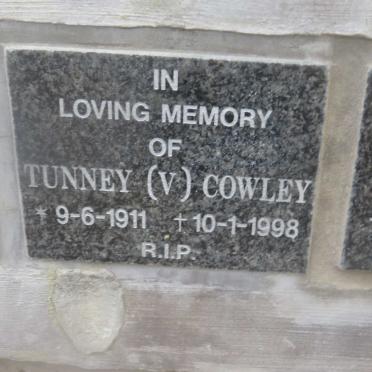 IN
LOVING MEMORY
OF
TUNNEY (V) COWLEY
* 9-6-1911 † 10-1-1998
R.I.P.